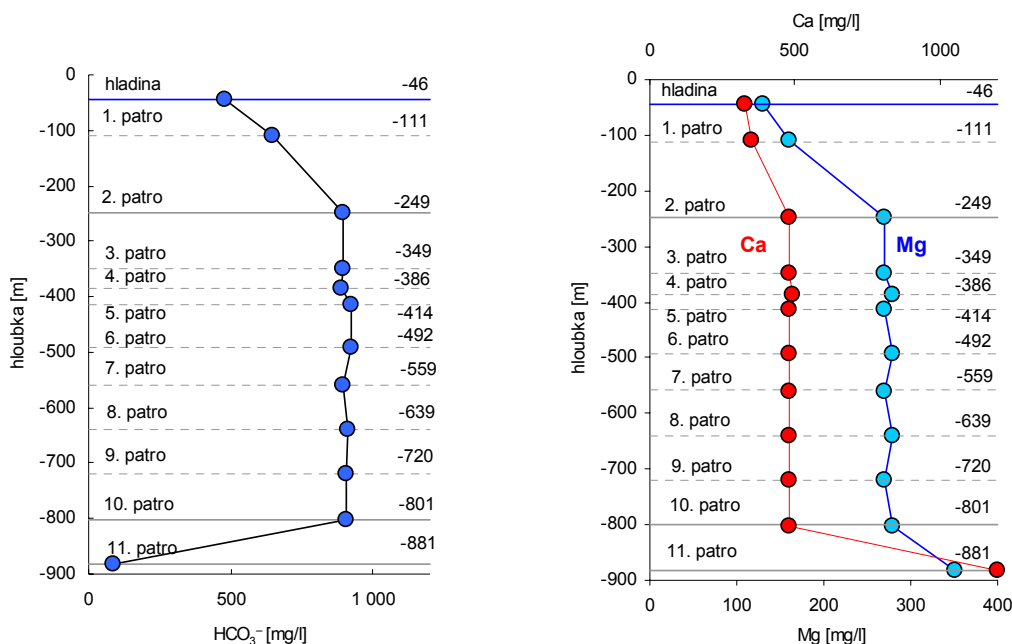 0
hladina
-46
1. patro
-111
-100
-200
2. patro
-249
-300
3. patro
-349
4. patro
-386
-400
5. patro
-414
6. patro
-492
-500
7. patro
-559
-600
8. patro
-639
-700
9. patro
-720
10. patro
-801
-800
11. patro
-881
-900
hloubka [m]
0
500
1 000
HCO₃⁻ [mg/l]
Ca [mg/l]
0
500
1000
0
hladina
-46
1. patro
-111
-100
-200
2. patro
-249
Ca
Mg
-300
3. patro
-349
4. patro
-386
-400
5. patro
-414
6. patro
-492
-500
7. patro
-559
-600
8. patro
-639
-700
9. patro
-720
10. patro
-801
-800
11. patro
-881
-900
hloubka [m]
0
100
200
300
400
Mg [mg/l]